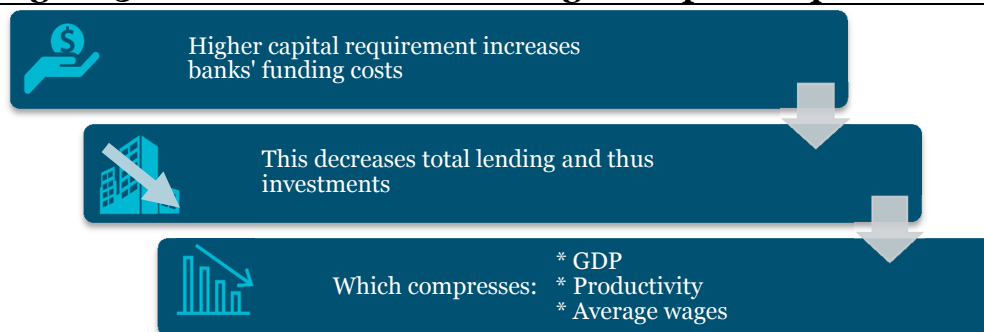 Higher capital requirement increases
banks' funding costs
This decreases total lending and thus
investments
Which compresses:
* GDP
* Productivity
* Average wages